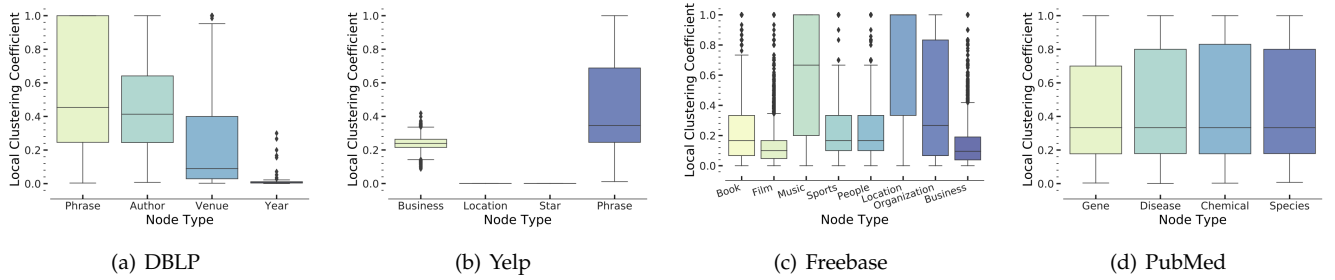 Local Clustering Coefficient
1.0
0.8
0.6
0.4
0.2
0.0
Phrase Author Venue Year
Node Type
(a) DBLP
Local Clustering Coefficient
1.0
0.8
0.6
0.4
0.2
0.0
Business Location Star Phrase
Node Type
(b) Yelp
Local Clustering Coefficient
1.0
0.8
0.6
0.4
0.2
0.0
Book Film Music Sports People Location Organization Business
Node Type
(c) Freebase
Local Clustering Coefficient
1.0
0.8
0.6
0.4
0.2
0.0
Gene Disease Chemical Species
Node Type
(d) PubMed